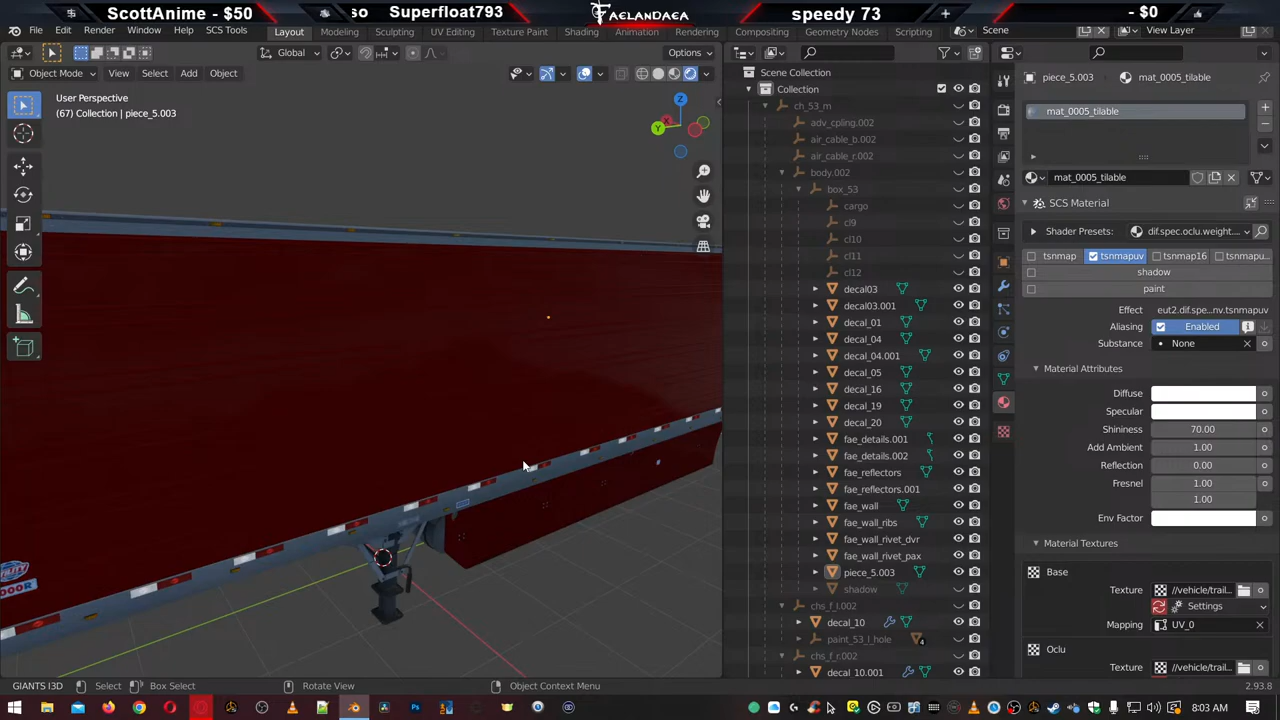 ScottAnime - $50
so Superfloat793
FAELANDAEA
speedy 73
- $0
File Edit Render Window Help SCS Tools Layout Modeling Sculpting UV Editing Texture Paint Shading Animation Rendering Compositing Geometry Nodes Scripting Scene View Layer
Global Options
Object Mode View Select Add Object
User Perspective
(67) Collection | piece_5.003
Z
Y
X
Scene Collection
Collection
ch_53_m
adv_cpling.002
air_cable_b.002
air_cable_r.002
body.002
box_53
cargo
cl9
cl10
cl11
cl12
decal03
decal03.001
decal_01
decal_04
decal_04.001
decal_05
decal_16
decal_19
decal_20
fae_details.001
fae_details.002
fae_reflectors
fae_reflectors.001
fae_wall
fae_wall_ribs
fae_wall_rivet_dvr
fae_wall_rivet_pax
piece_5.003
shadow
chs_f_l.002
decal_10
paint_53_l_hole
4
chs_f_r.002
decal_10.001
piece_5.003 mat_0005_tilable
mat_0005_tilable
mat_0005_tilable
SCS Material
Shader Presets: dif.spec.oclu.weight....
tsnmap tsnmapuv tsnmap16 tsnmapu...
shadow
paint
Effect eut2.dif.spe...nv.tsnmapuv
Aliasing Enabled
Substance None
Material Attributes
Diffuse
Specular
Shininess 70.00
Add Ambient 1.00
Reflection 0.00
Fresnel 1.00
1.00
Env Factor
Material Textures
Base
Texture //vehicle/trail...
Settings
Mapping UV_0
Oclu
Texture //vehicle/trail...
DOOR
GIANTS I3D Select Box Select Rotate View Object Context Menu 2.93.8
8:03 AM